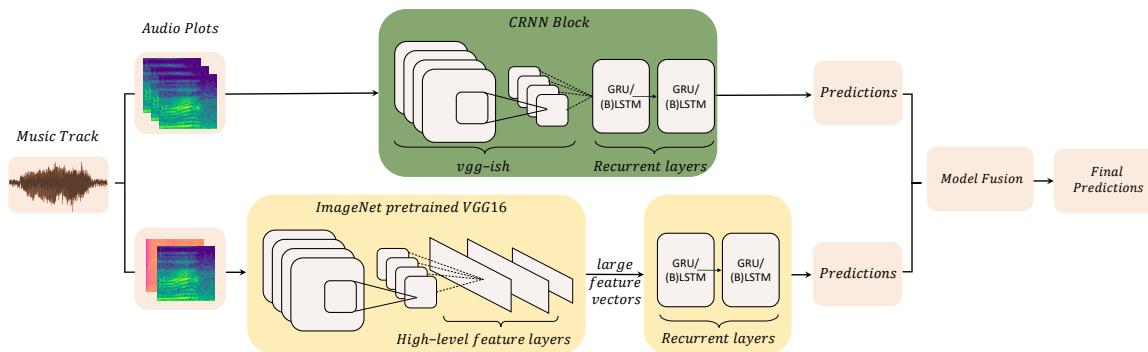 Audio Plots
CRNN Block
GRU/
(B)LSTM
GRU/
(B)LSTM
Predictions
vgg–ish
Recurrent layers
Music Track
Model Fusion
Final
Predictions
ImageNet pretrained VGG16
large
feature
vectors
GRU/
(B)LSTM
GRU/
(B)LSTM
Predictions
High–level feature layers
Recurrent layers